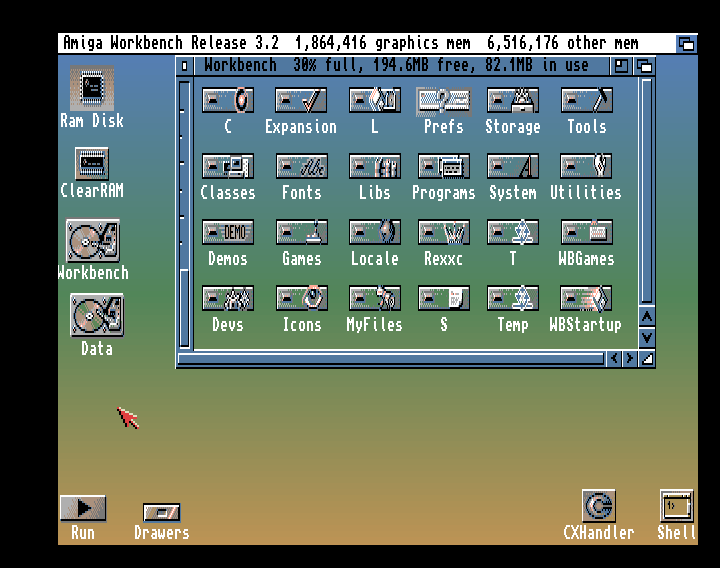 Amiga Workbench Release 3.2 1,864,416 graphics mem 6,516,176 other mem
Workbench 30% full, 194.6MB free, 82.1MB in use
Ram Disk
ClearRAM
Workbench
Data
C Expansion L Prefs Storage Tools
Classes Fonts Libs Programs System Utilities
DEMO
Demos Games Locale Rexxc T WBGames
Devs Icons MyFiles S Temp WBStartup
Run Drawers CXHandler Shell